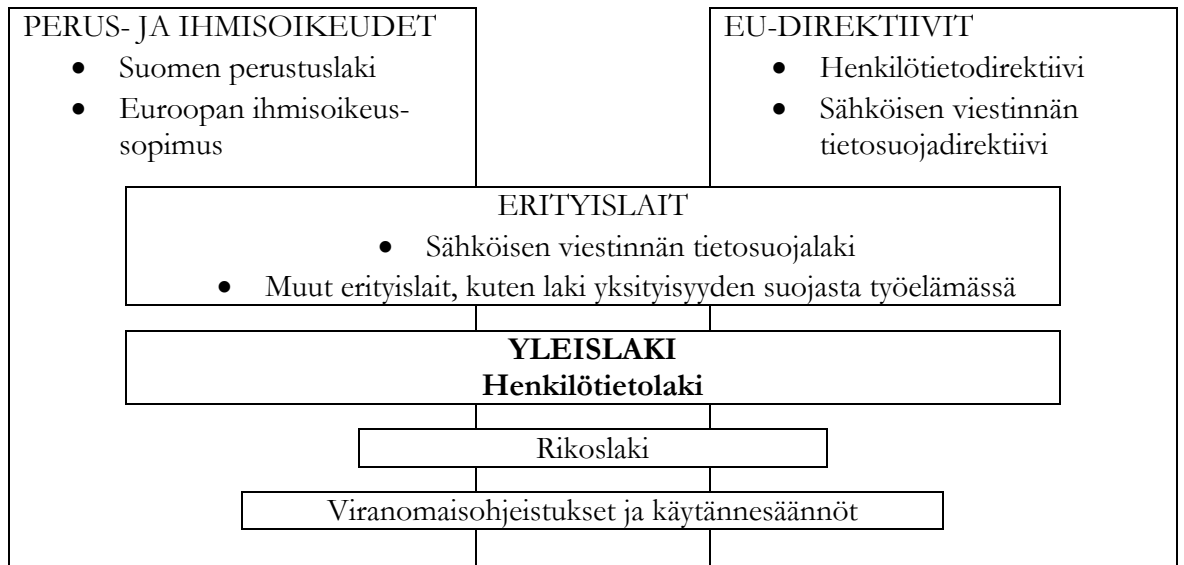 PERUS- JA IHMISOIKEUDET
• Suomen perustuslaki
• Euroopan ihmisoikeus-
sopimus
EU-DIREKTIIVIT
• Henkilötietodirektiivi
• Sähköisen viestinnän
tietosuojadirektiivi
ERITYISLAIT
• Sähköisen viestinnän tietosuojalaki
• Muut erityislait, kuten laki yksityisyyden suojasta työelämässä
YLEISLAKI
Henkilötietolaki
Rikoslaki
Viranomaisohjeistukset ja käytännesäännöt